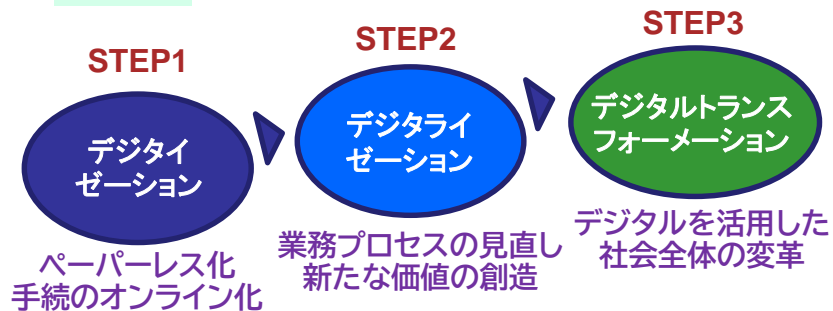 STEP1
デジタイ
ゼーション
ペーパーレス化
手続のオンライン化
STEP2
デジタライ
ゼーション
業務プロセスの見直し
新たな価値の創造
STEP3
デジタルトランス
フォーメーション
デジタルを活用した
社会全体の変革